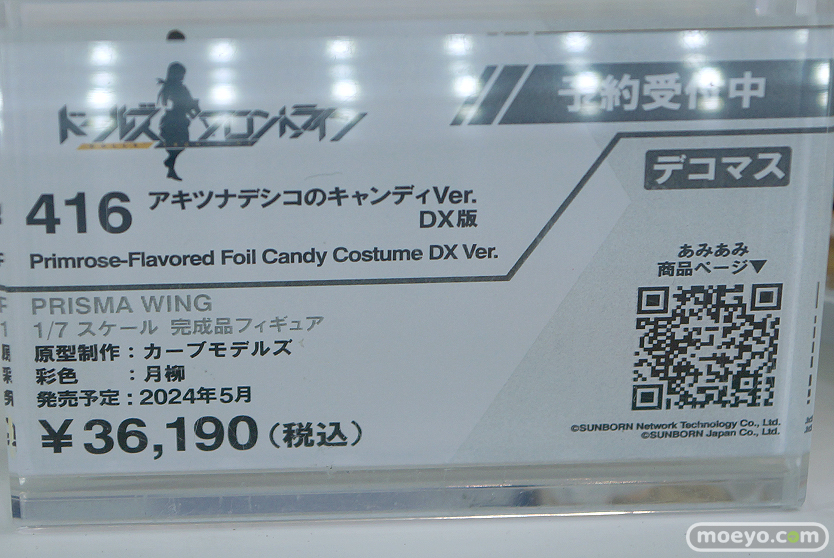 予約受付中
ドールズフロントライン
デコマス
416 アキツナデシコのキャンディVer.
DX版
Primrose-Flavored Foil Candy Costume DX Ver.
あみあみ
商品ページ▼
PRISMA WING
1/7 スケール 完成品フィギュア
原型制作：カーブモデルズ
彩色　　：月柳
発売予定：2024年5月
￥36,190（税込）
©SUNBORN Network Technology Co., Ltd.
©SUNBORN Japan Co., Ltd.
moeyo.com